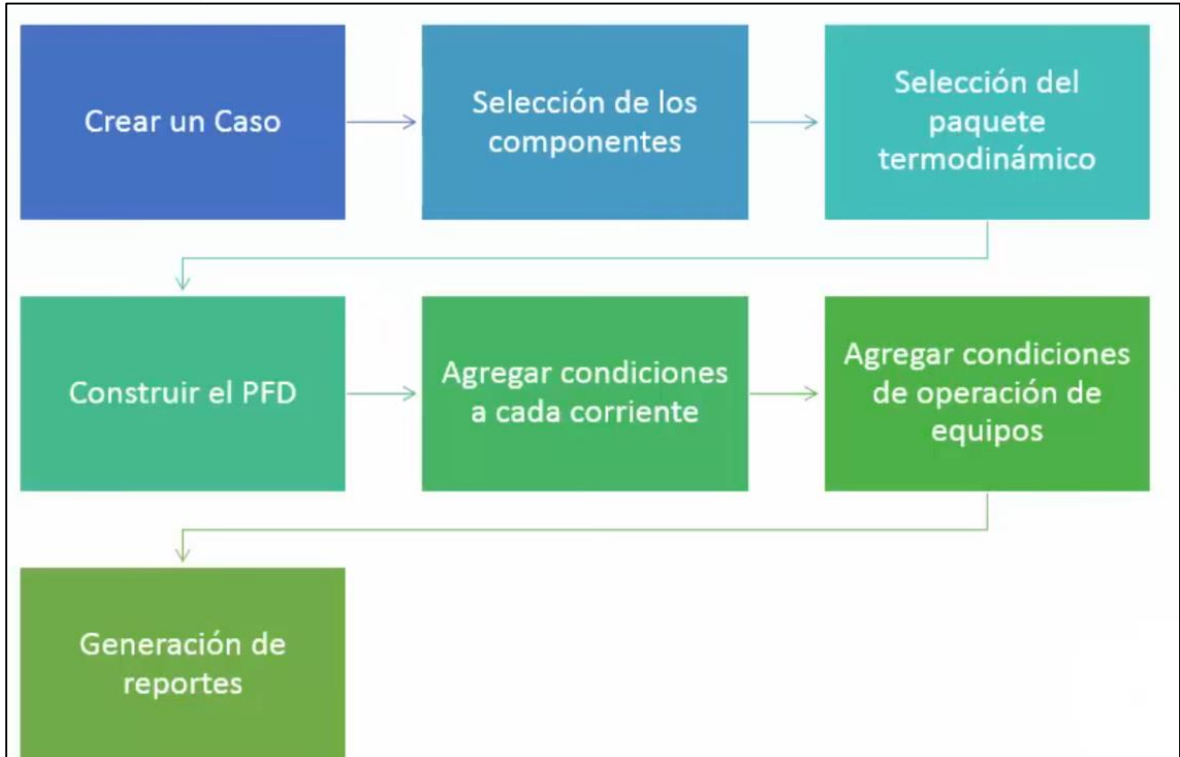 Crear un Caso
Selección de los
componentes
Selección del
paquete
termodinámico
Construir el PFD
Agregar condiciones
a cada corriente
Agregar condiciones
de operación de
equipos
Generación de
reportes